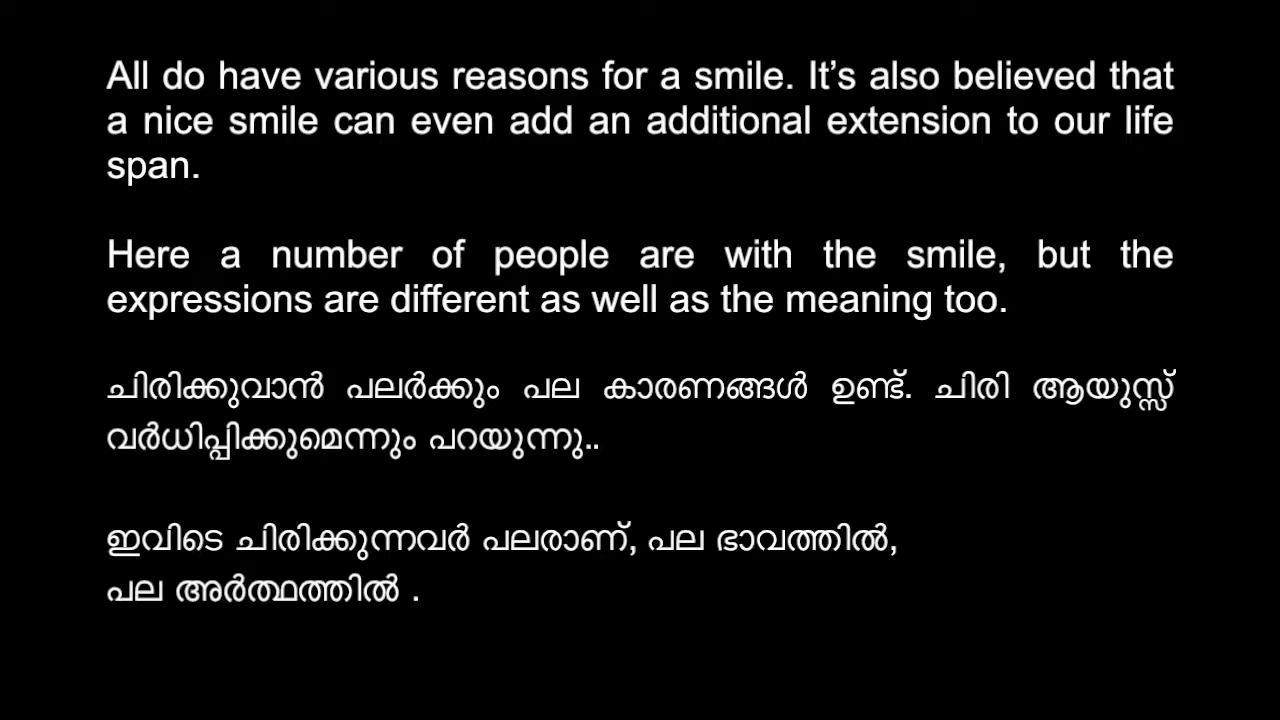 All do have various reasons for a smile. It’s also believed that
a nice smile can even add an additional extension to our life
span.
Here a number of people are with the smile, but the
expressions are different as well as the meaning too.
ചിരിക്കുവാൻ പലർക്കും പല കാരണങ്ങൾ ഉണ്ട്. ചിരി ആയുസ്സ്
വർധിപ്പിക്കുമെന്നും പറയുന്നു..
ഇവിടെ ചിരിക്കുന്നവർ പലരാണ്, പല ഭാവത്തിൽ,
പല അർത്ഥത്തിൽ .